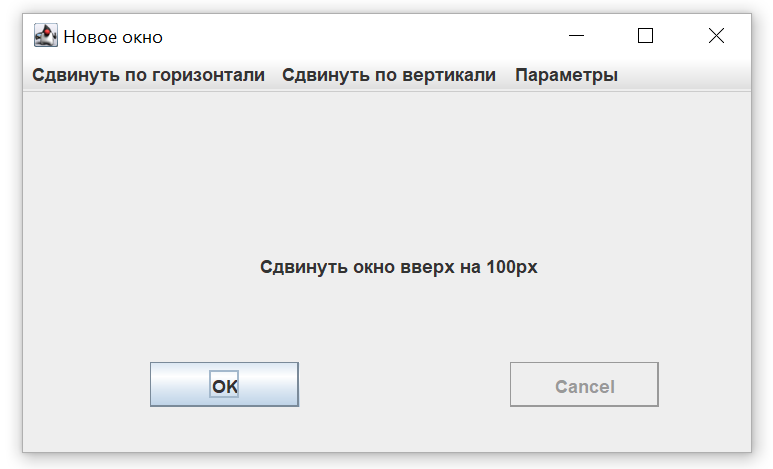 Новое окно
Сдвинуть по горизонтали Сдвинуть по вертикали Параметры
Сдвинуть окно вверх на 100px
OK Cancel